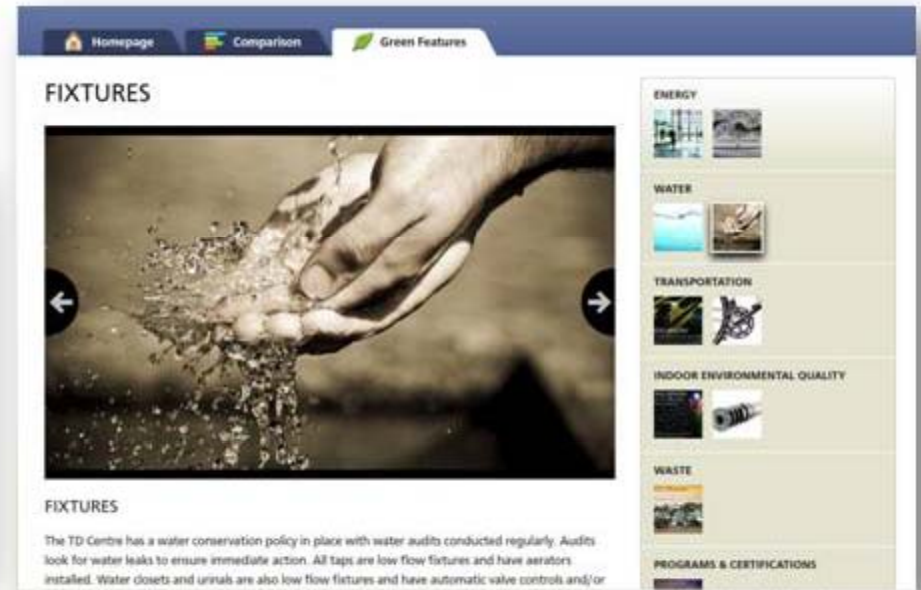 Homepage
Comparison
Green Features
FIXTURES
FIXTURES
The TD Centre has a water conservation policy in place with water audits conducted regularly. Audits
look for water leaks to ensure immediate action. All taps are low flow fixtures and have aerators
installed. Water closets and urinals are also low flow fixtures and have automatic valve controls and/or
ENERGY
WATER
TRANSPORTATION
INDOOR ENVIRONMENTAL QUALITY
WASTE
PROGRAMS & CERTIFICATIONS